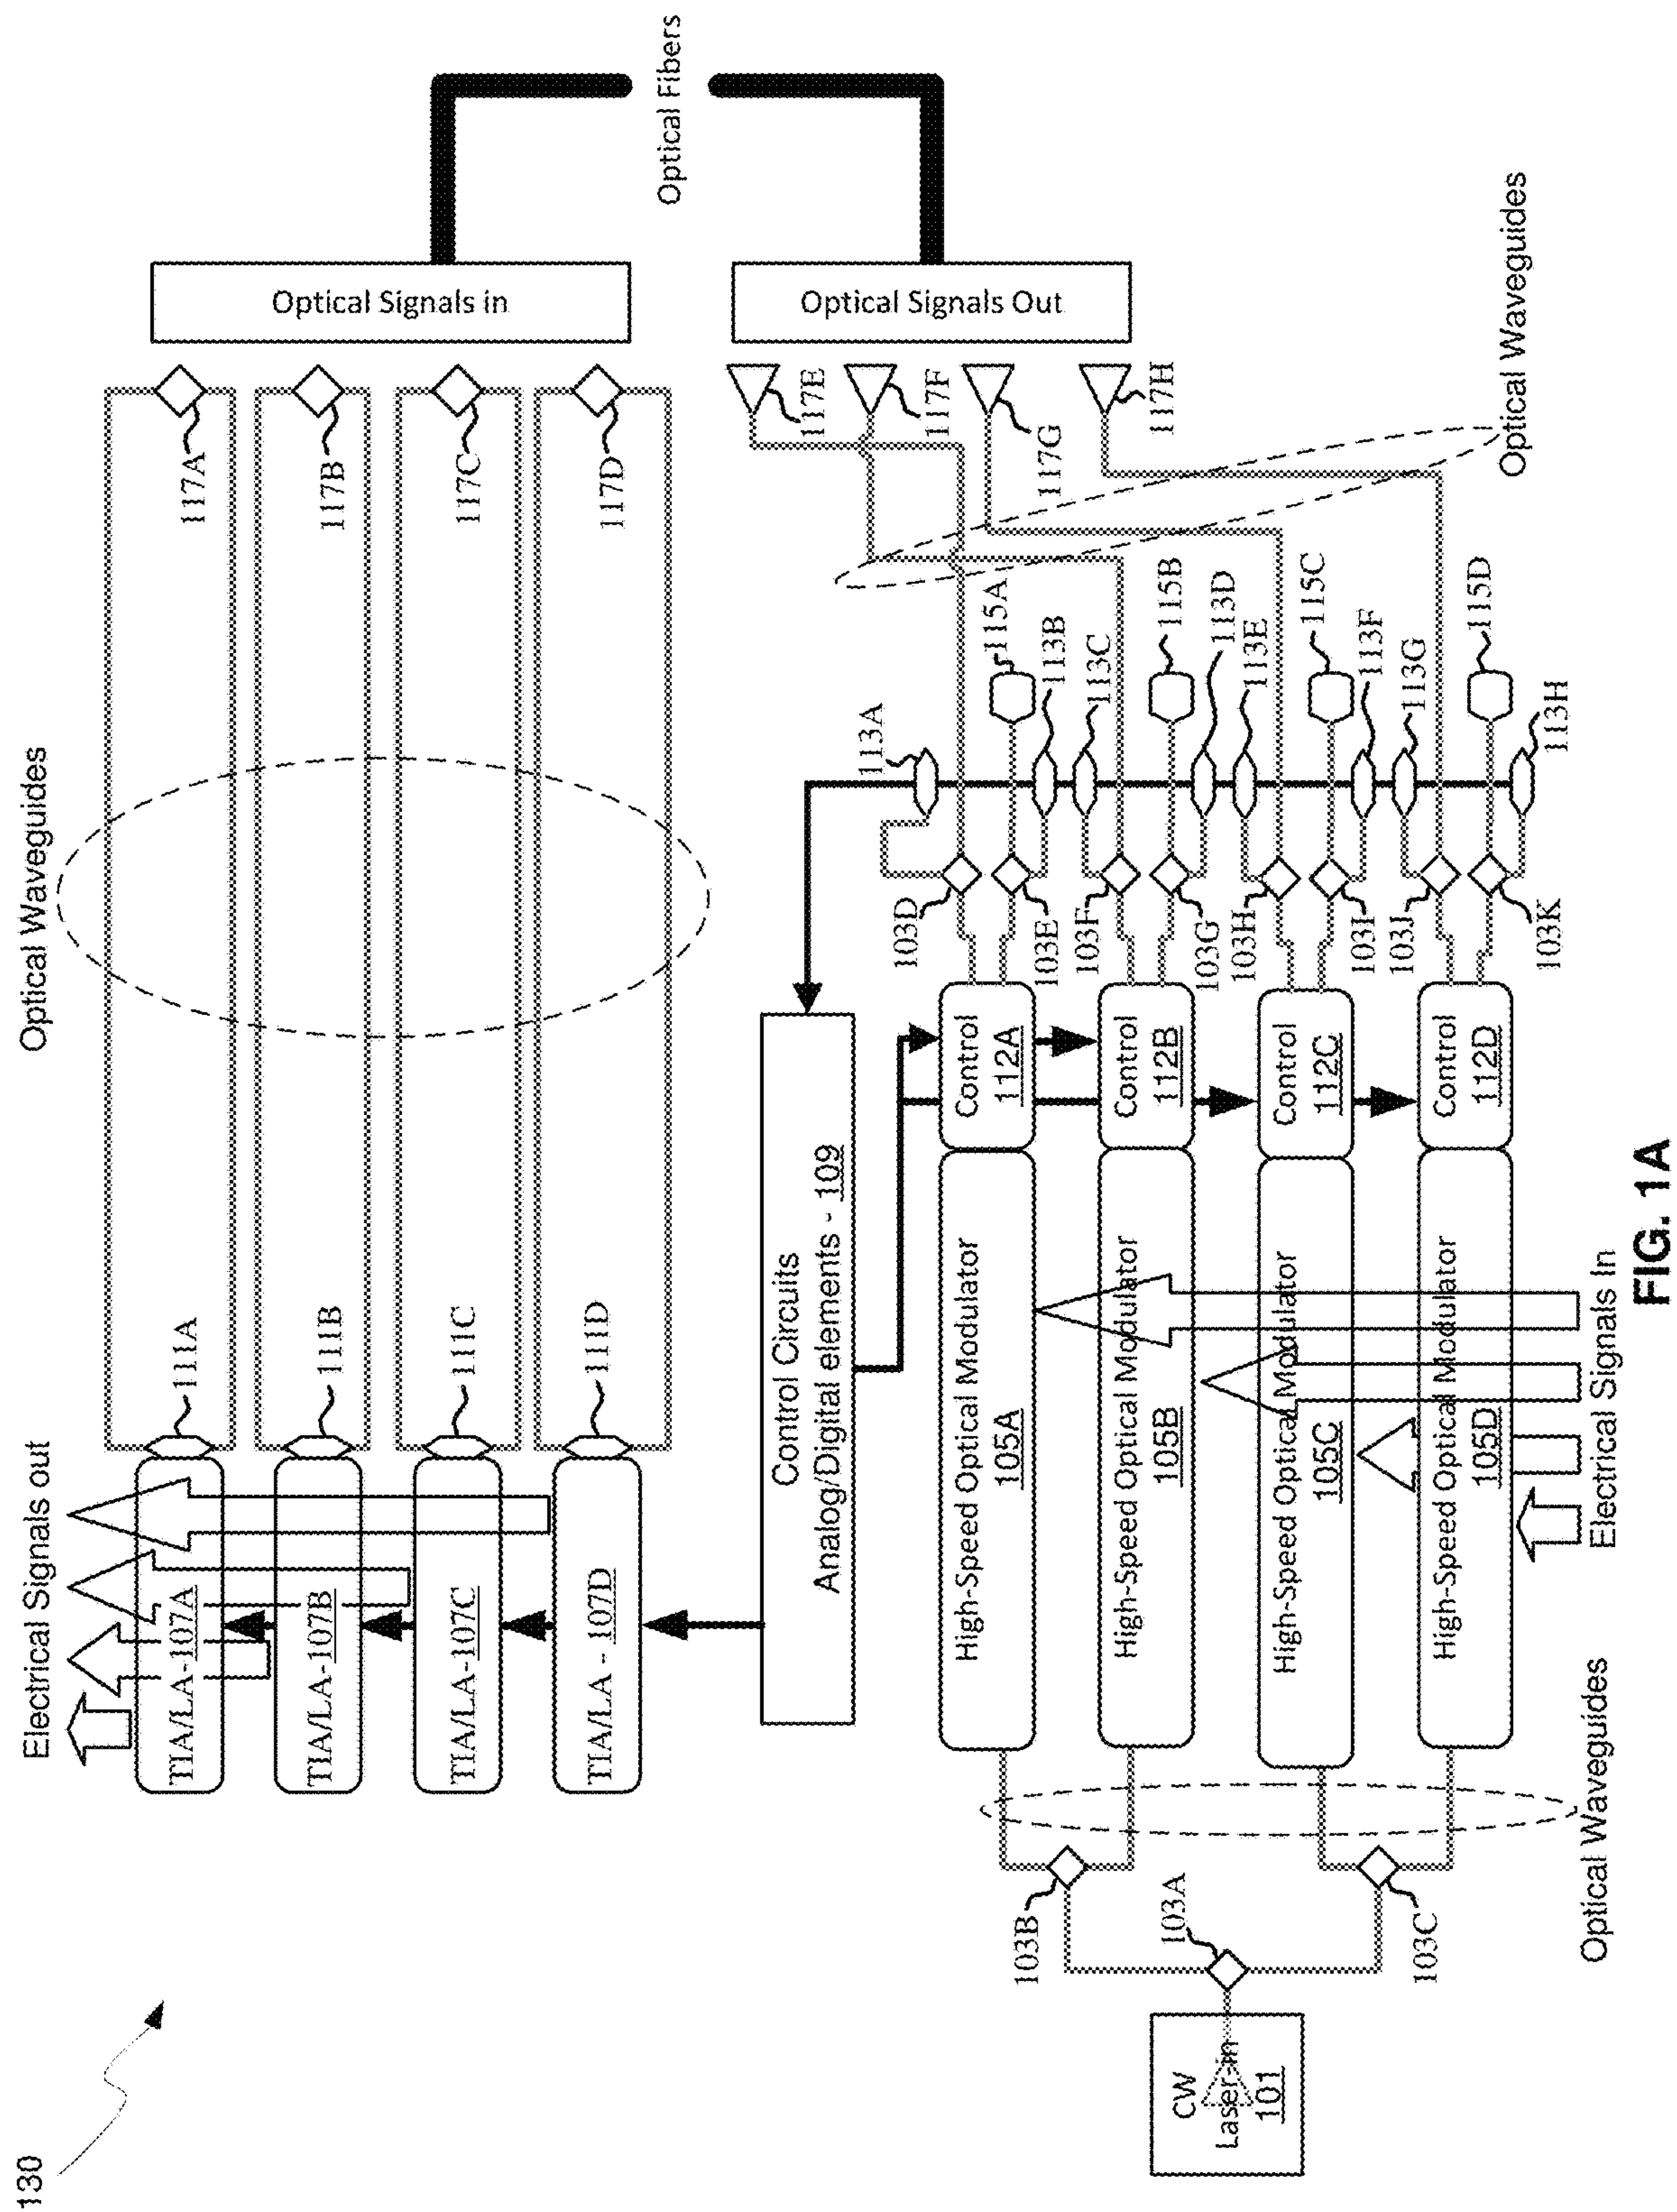 130
Electrical Signals out
Optical Waveguides
TIA/LA-107A
TIA/LA-107B
TIA/LA-107C
TIA/LA - 107D
111A
111B
111C
111D
117A
117B
117C
117D
Optical Signals in
Optical Fibers
Optical Signals Out
117E
117F
117G
117H
Control Circuits
Analog/Digital elements - 109
High-Speed Optical Modulator
105A
High-Speed Optical Modulator
105B
High-Speed Optical Modulator
105C
High-Speed Optical Modulator
105D
Control
112A
Control
112B
Control
112C
Control
112D
103D
103E
103F
103G
103H
103I
103J
103K
113A
115A
113B
113C
115B
113D
113E
115C
113F
113G
115D
113H
Optical Waveguides
CW
Laser-in
101
103A
103B
103C
Optical Waveguides
Electrical Signals In
FIG. 1A